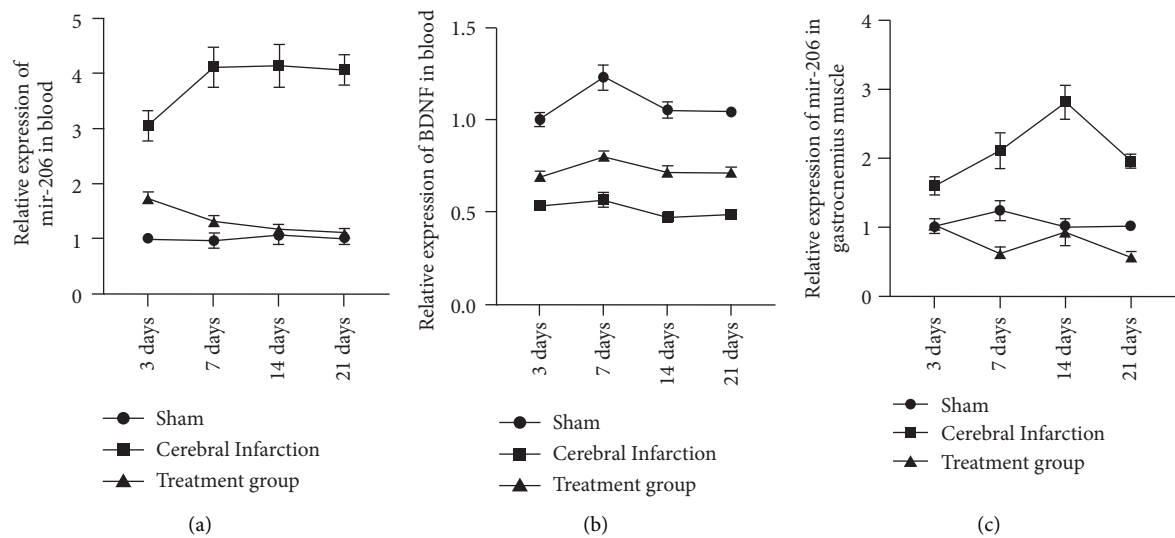 Relative expression of
mir-206 in blood
5
4
3
2
1
0
3 days
7 days
14 days
21 days
Sham
Cerebral Infarction
Treatment group
(a)
Relative expression of BDNF in blood
1.5
1.0
0.5
0.0
3 days
7 days
14 days
21 days
Sham
Cerebral Infarction
Treatment group
(b)
Relative expression of mir-206 in
gastrocnemius muscle
4
3
2
1
0
3 days
7 days
14 days
21 days
Sham
Cerebral Infarction
Treatment group
(c)